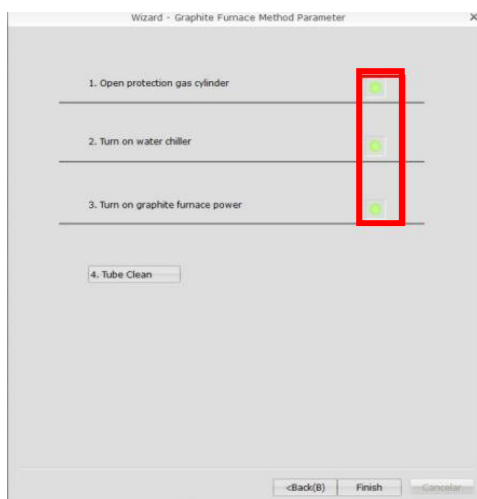 Wizard - Graphite Furnace Method Parameter X
1. Open protection gas cylinder
2. Turn on water chiller
3. Turn on graphite furnace power
4. Tube Clean
<Back(B) Finish Cancelar